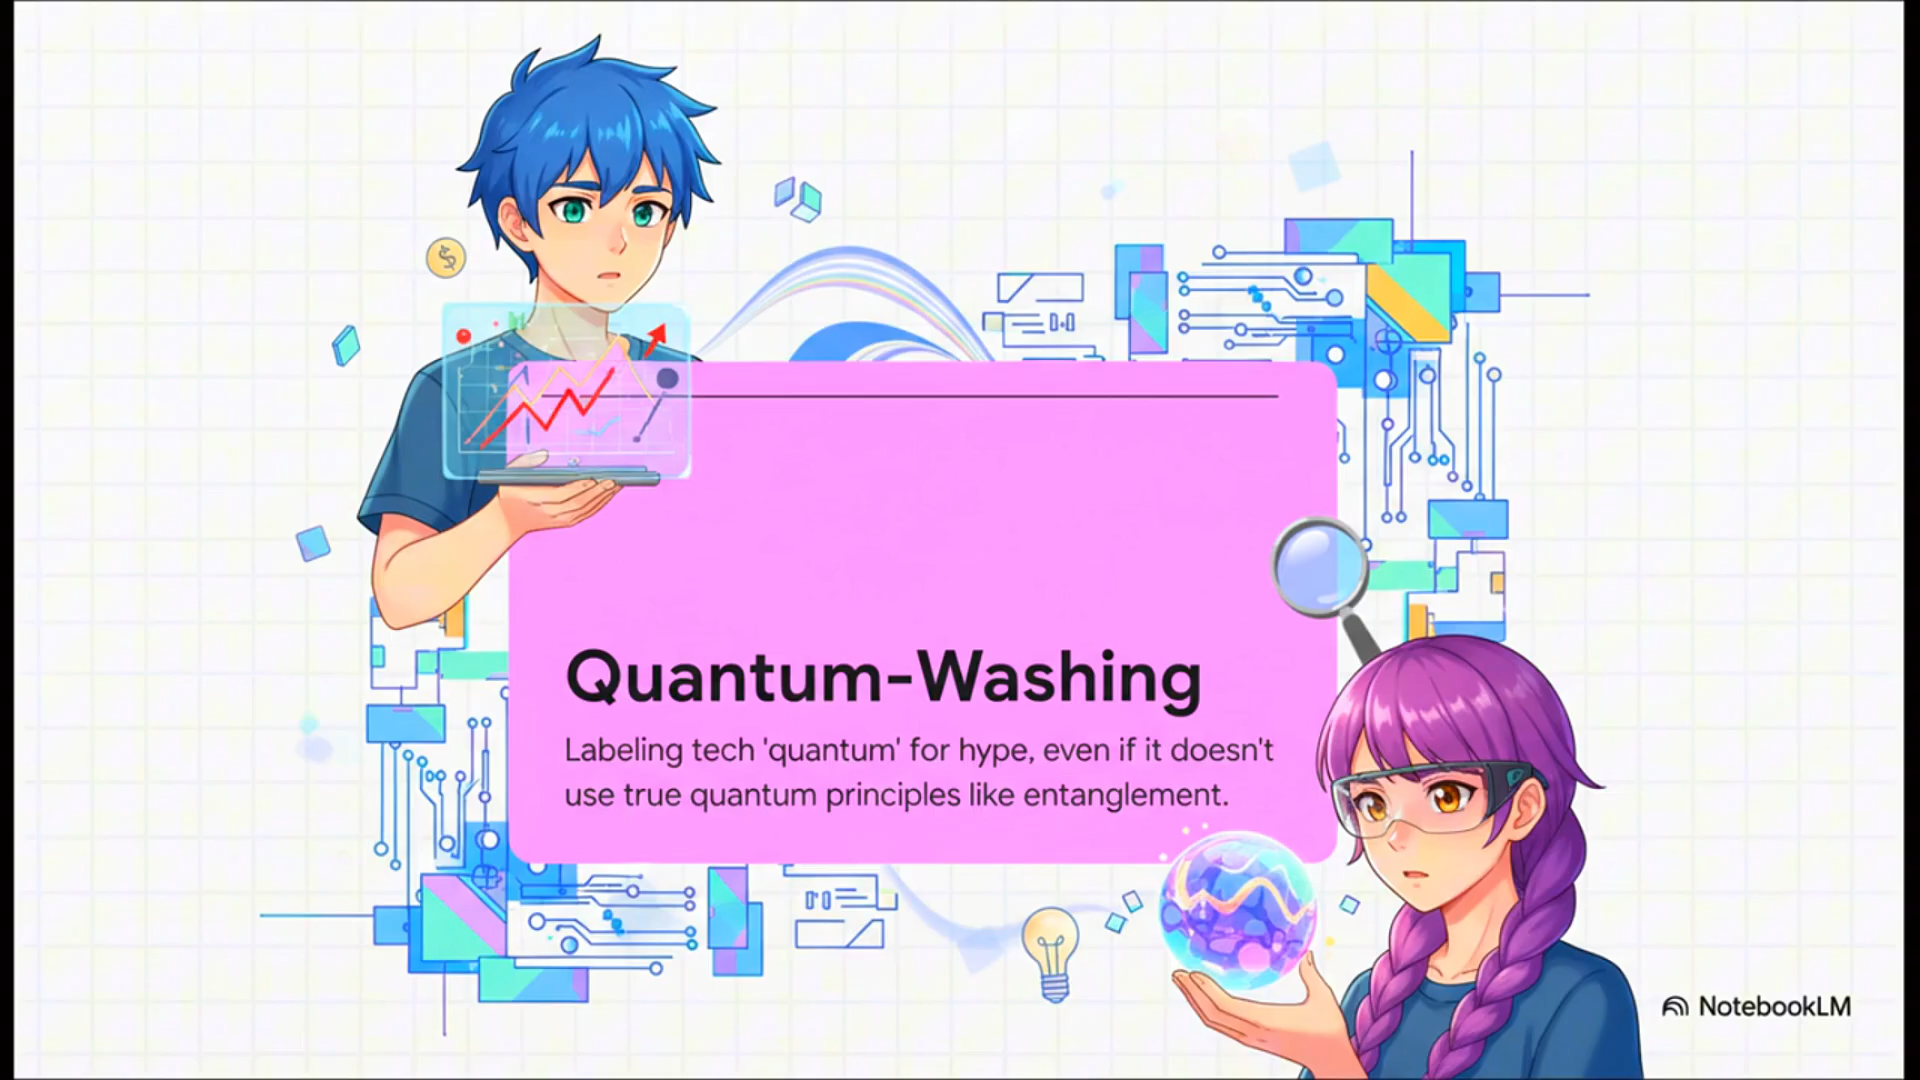 $
Quantum-Washing
Labeling tech 'quantum' for hype, even if it doesn't
use true quantum principles like entanglement.
NotebookLM